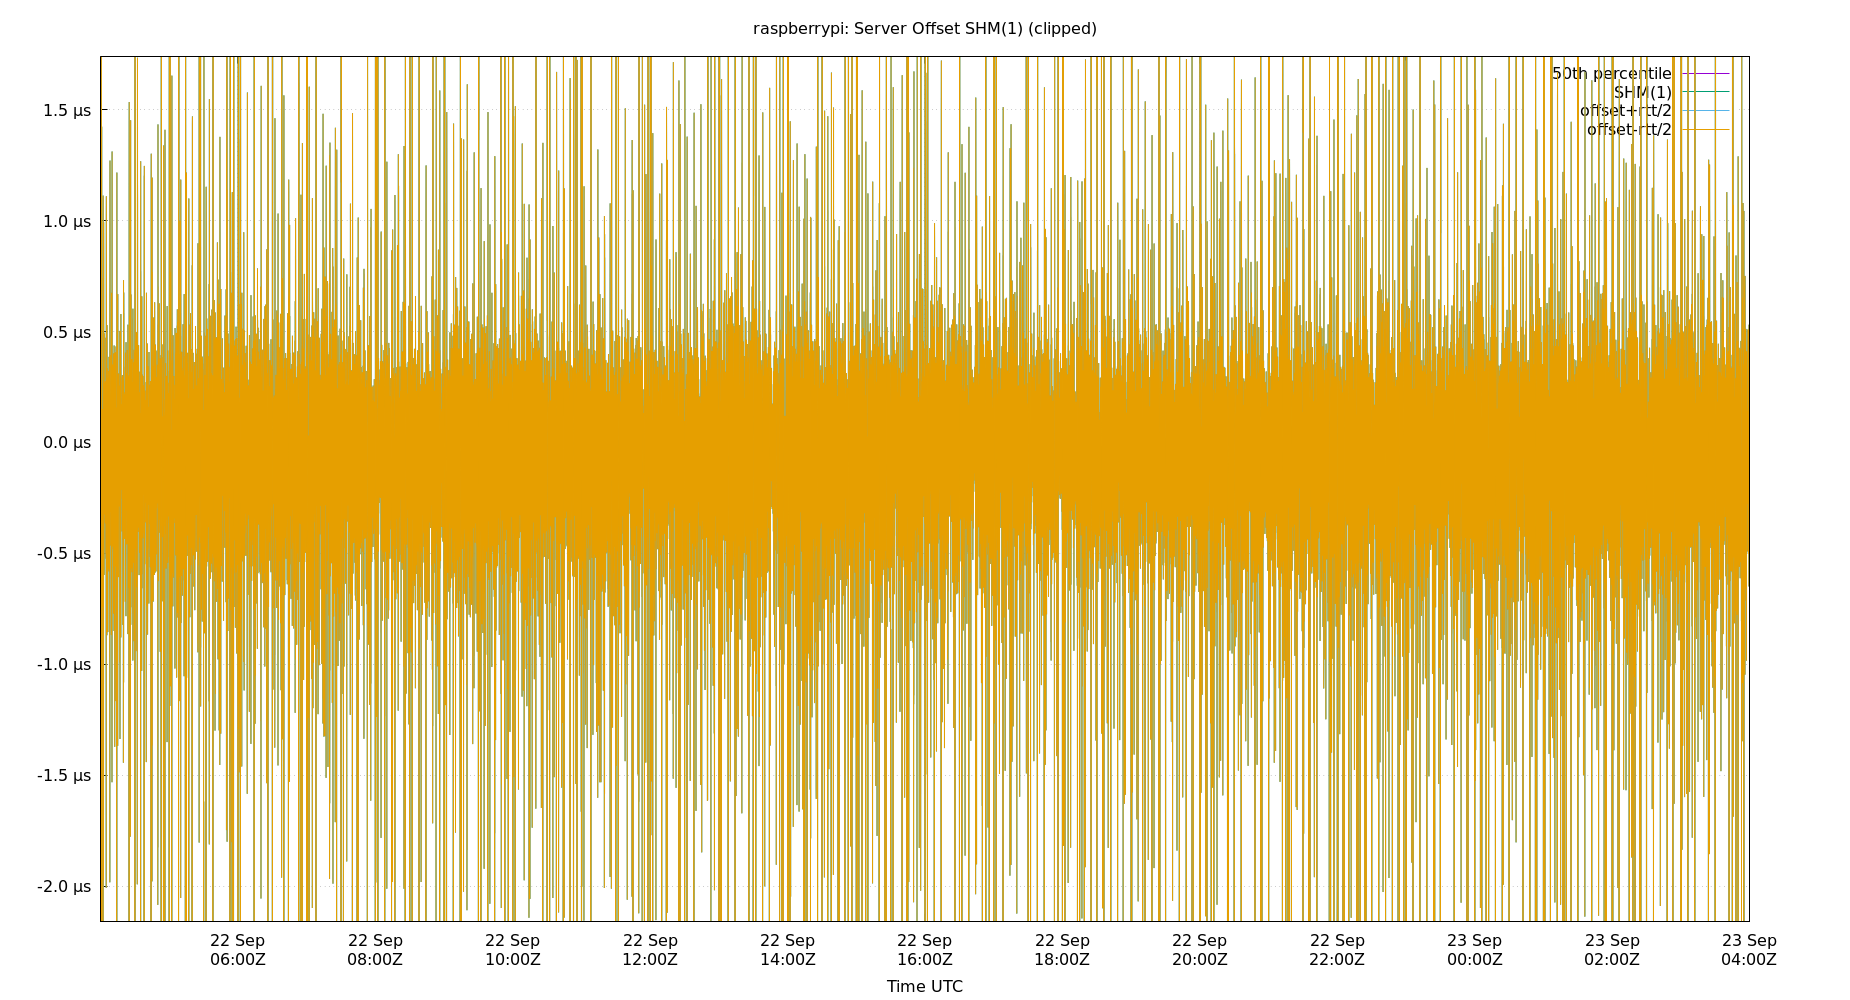 raspberrypi: Server Offset SHM(1) (clipped)
50th percentile
SHM(1)
offset+rtt/2
offset-rtt/2
1.5 µs
1.0 µs
0.5 µs
0.0 µs
-0.5 µs
-1.0 µs
-1.5 µs
-2.0 µs
22 Sep 22 Sep 22 Sep 22 Sep 22 Sep 22 Sep 22 Sep 22 Sep 22 Sep 23 Sep 23 Sep 23 Sep
06:00Z 08:00Z 10:00Z 12:00Z 14:00Z 16:00Z 18:00Z 20:00Z 22:00Z 00:00Z 02:00Z 04:00Z
Time UTC